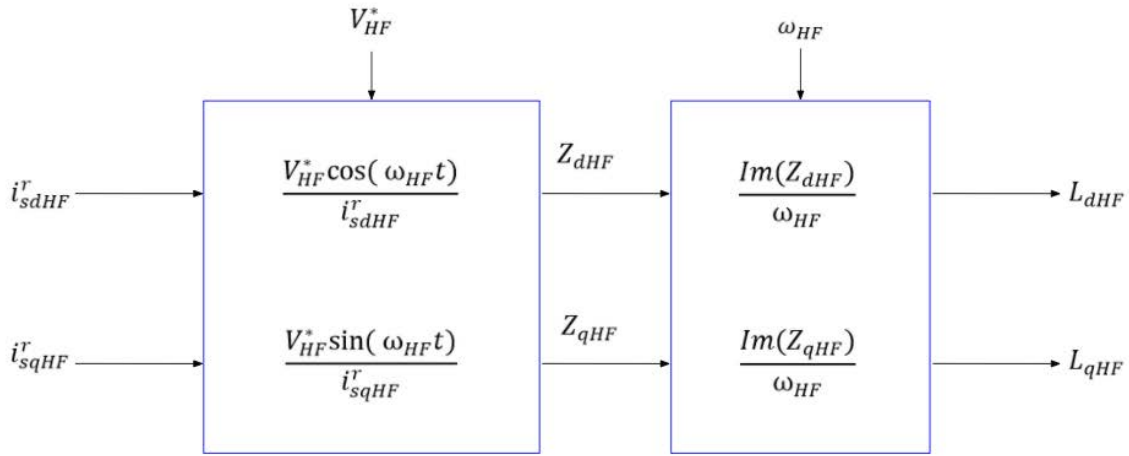 V*_HF ω_HF
Z_dHF Z_qHF
i^r_sdHF V*_HF cos( ω_HF t) / i^r_sdHF Im(Z_dHF) / ω_HF L_dHF
i^r_sqHF V*_HF sin( ω_HF t) / i^r_sqHF Im(Z_qHF) / ω_HF L_qHF